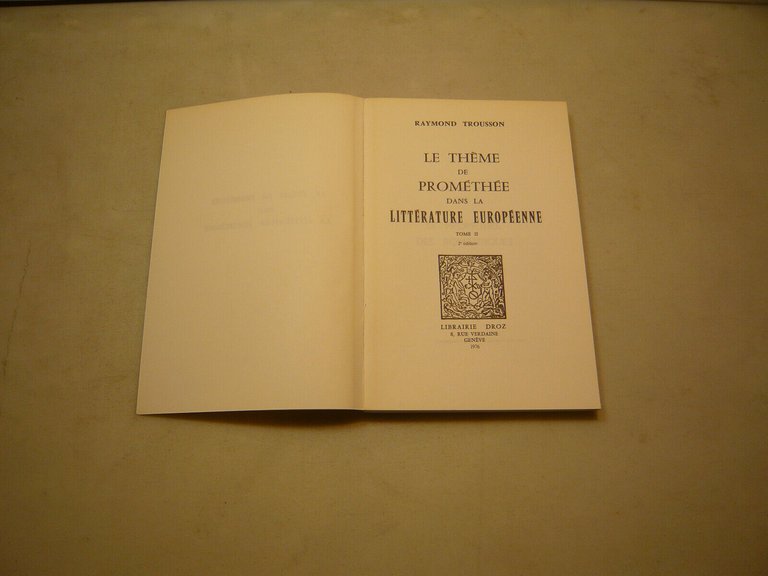 RAYMOND TROUSSON
LE THÈME
DE
PROMÉTHÉE
DANS LA
LITTÉRATURE EUROPÉENNE
TOME II
2e édition
LIBRAIRIE DROZ
8, RUE VERDAINE
GENÈVE
1976